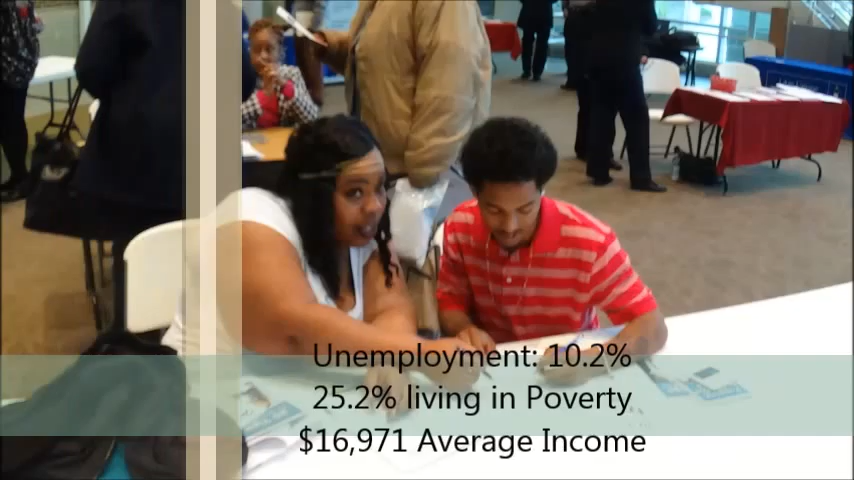 Unemployment: 10.2%
25.2% living in Poverty
$16,971 Average Income